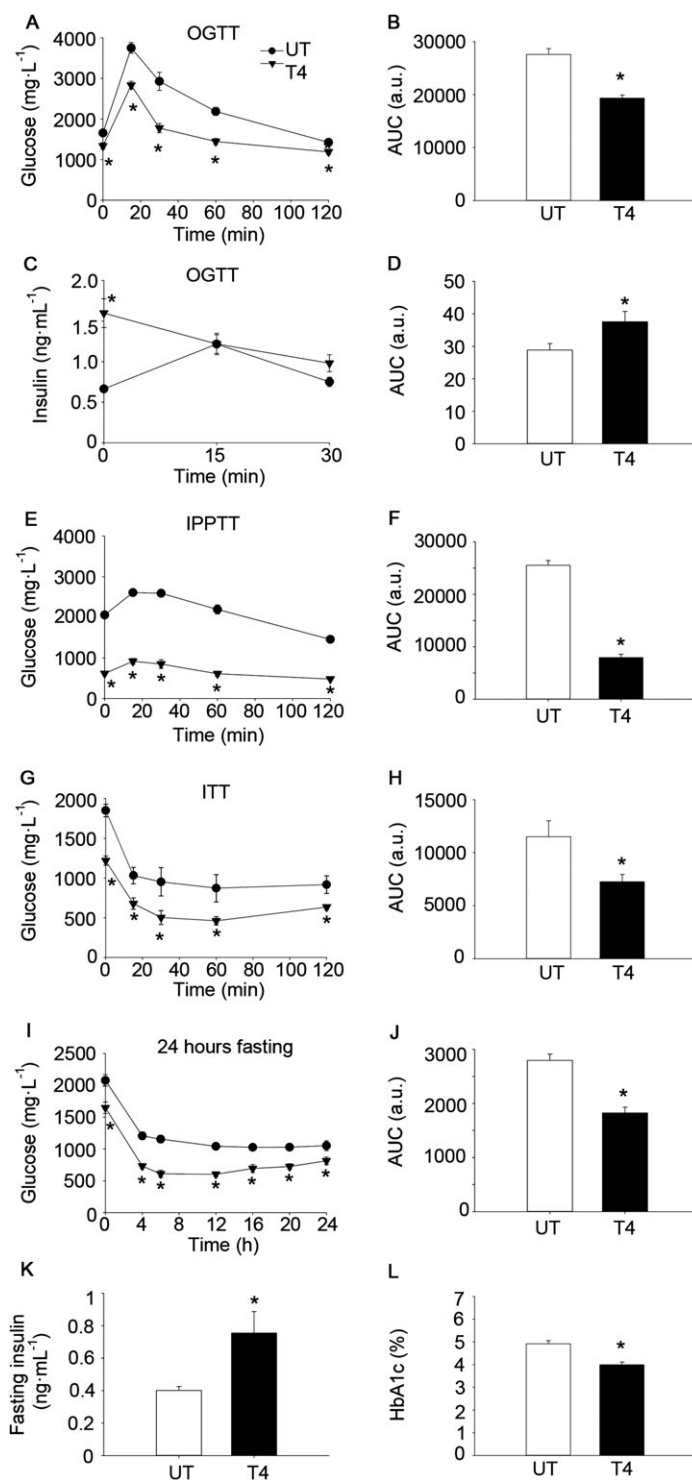 A
OGTT
4000
3000
2000
1000
0
Glucose (mg·L-1)
UT
T4
*
*
*
*
*
0 20 40 60 80 100 120
Time (min)
B
30000
20000
10000
0
AUC (a.u.)
*
UT T4
C
OGTT
2.0
1.5
1.0
0.5
0
Insulin (ng·mL-1)
*
0 15 30
Time (min)
D
50
40
30
20
10
0
AUC (a.u.)
*
UT T4
E
IPPTT
4000
3000
2000
1000
0
Glucose (mg·L-1)
* * * * *
0 20 40 60 80 100 120
Time (min)
F
30000
20000
10000
0
AUC (a.u.)
*
UT T4
G
ITT
2000
1500
1000
500
0
Glucose (mg·L-1)
* * * * *
0 20 40 60 80 100 120
Time (min)
H
15000
10000
5000
0
AUC (a.u.)
*
UT T4
I
24 hours fasting
2500
2000
1500
1000
500
0
Glucose (mg·L-1)
* * * * * * *
0 4 8 12 16 20 24
Time (h)
J
3000
2000
1000
0
AUC (a.u.)
*
UT T4
K
1
0.8
0.6
0.4
0.2
0
Fasting insulin
(ng·mL-1)
*
UT T4
L
7
6
5
4
3
2
1
0
HbA1c (%)
*
UT T4